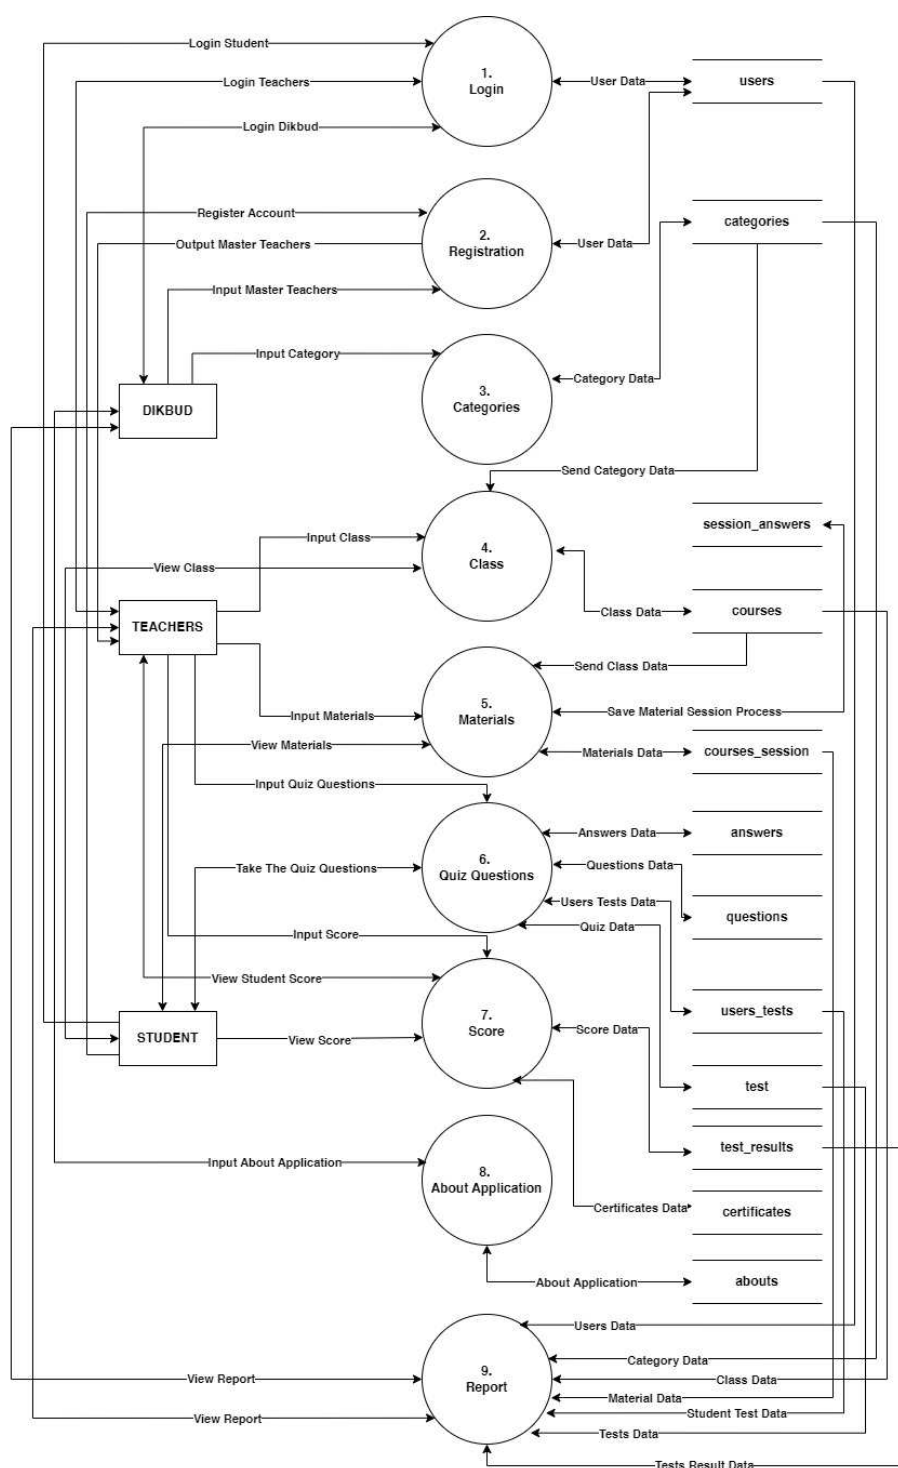 Login Student
1.
Login
Login Teachers
User Data
users
Login Dikbud
Register Account
categories
2.
Registration
Output Master Teachers
User Data
Input Master Teachers
Input Category
Category Data
3.
Categories
DIKBUD
Send Category Data
session_answers
Input Class
4.
Class
View Class
Class Data
courses
TEACHERS
Send Class Data
5.
Materials
Input Materials
Save Material Session Process
View Materials
Materials Data
courses_session
Input Quiz Questions
Answers Data
answers
6.
Quiz Questions
Take The Quiz Questions
Questions Data
Users Tests Data
questions
Quiz Data
Input Score
View Student Score
7.
Score
users_tests
Score Data
STUDENT
View Score
test
test_results
Input About Application
8.
About Application
Certificates Data
certificates
About Application
abouts
Users Data
Category Data
9.
Report
View Report
Class Data
Material Data
Student Test Data
View Report
Tests Data
Tests Result Data